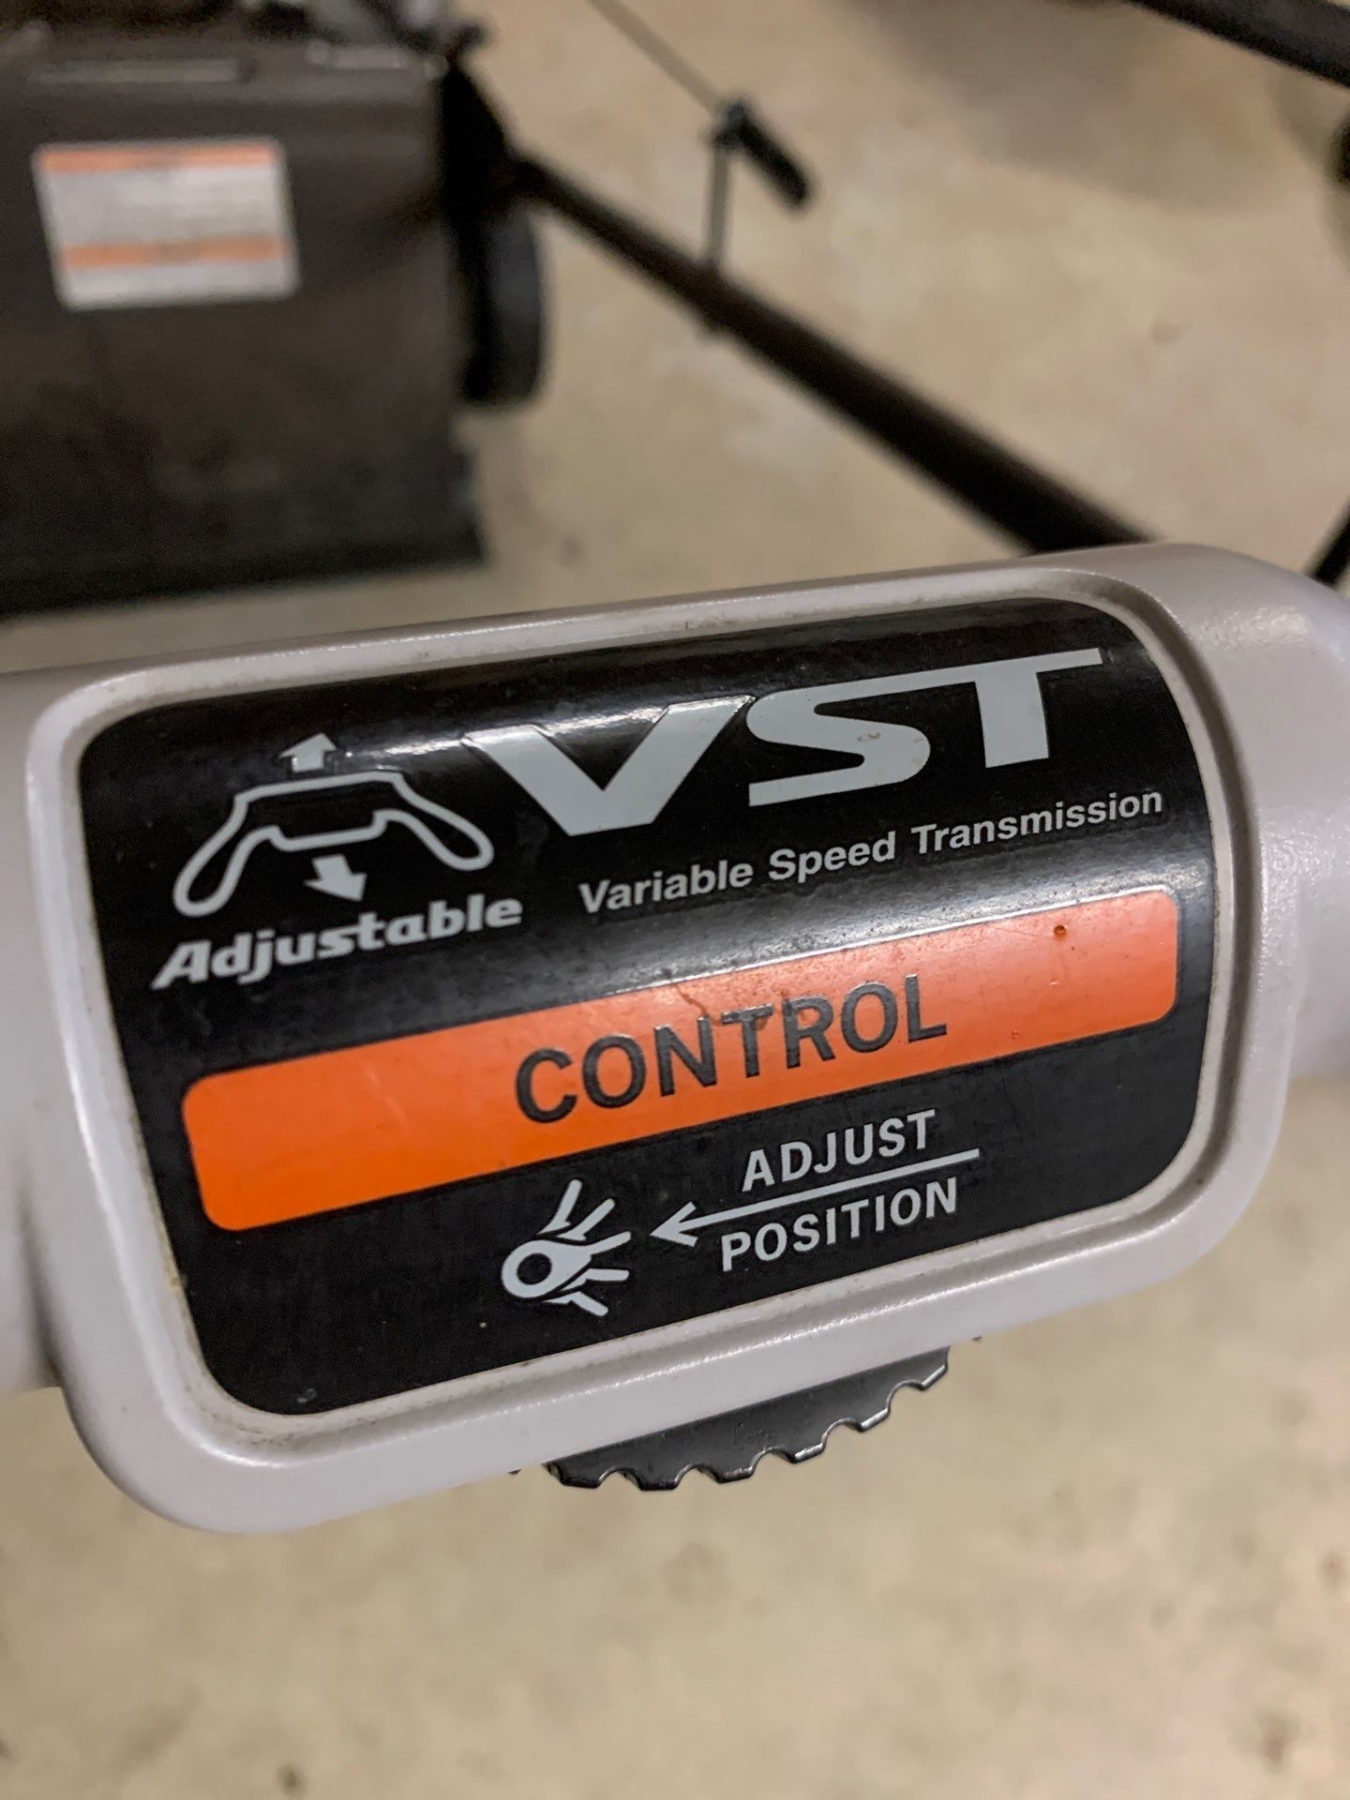 VST
Variable Speed Transmission
Adjustable
CONTROL
ADJUST
POSITION